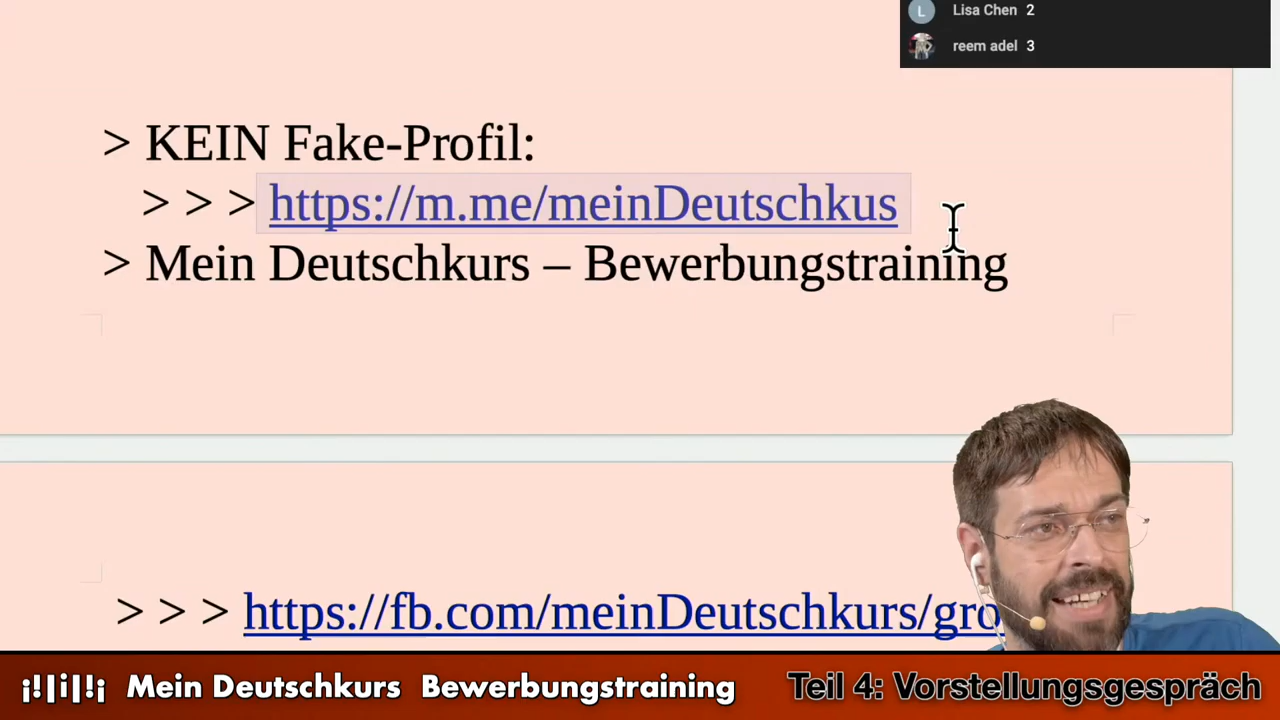 Lisa Chen 2
L
reem adel 3
> KEIN Fake-Profil:
> > > https://m.me/meinDeutschkus
> Mein Deutschkurs – Bewerbungstraining
> > > https://fb.com/meinDeutschkurs/gro
¡!|¡|!¡ Mein Deutschkurs Bewerbungstraining
Teil 4: Vorstellungsgespräch